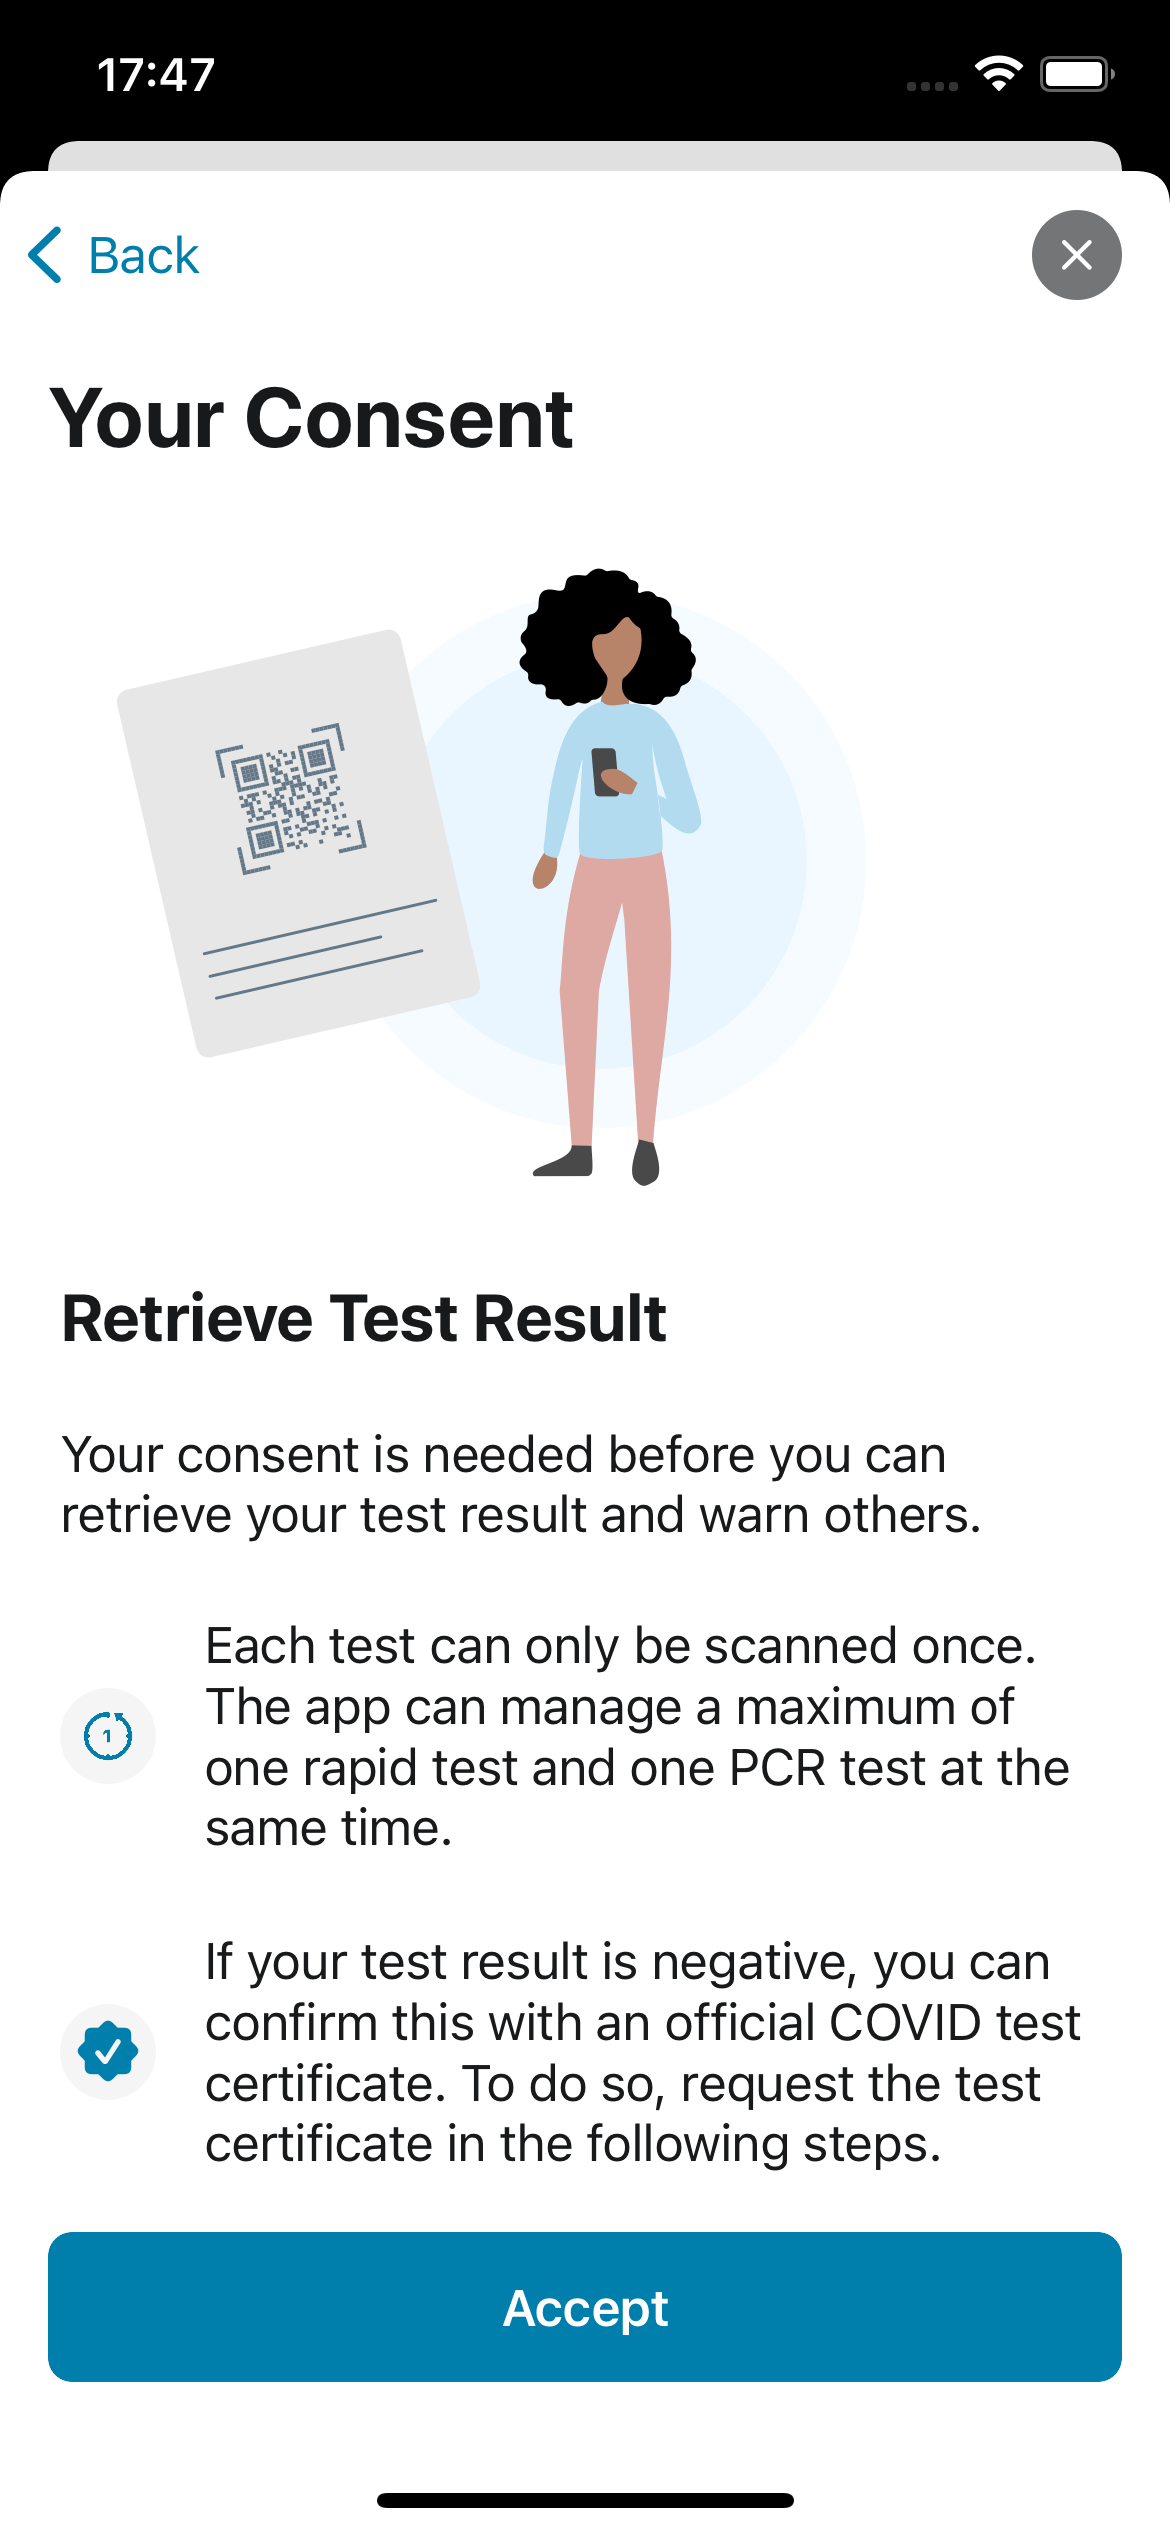 17:47
Back
Your Consent
Retrieve Test Result
Your consent is needed before you can
retrieve your test result and warn others.
1
Each test can only be scanned once.
The app can manage a maximum of
one rapid test and one PCR test at the
same time.
If your test result is negative, you can
confirm this with an official COVID test
certificate. To do so, request the test
certificate in the following steps.
Accept